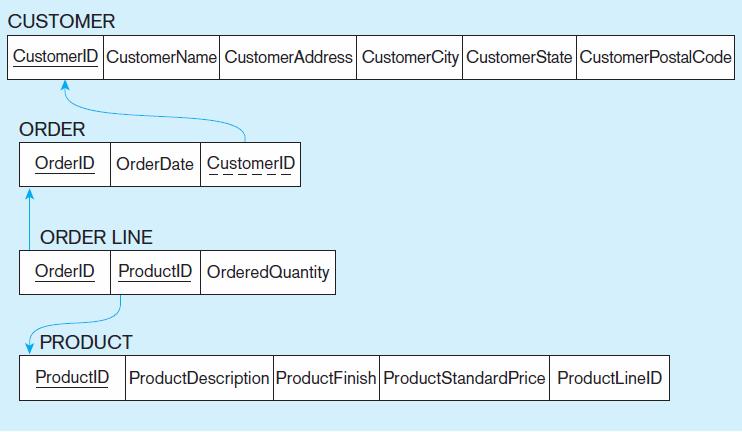 CUSTOMER
CustomerID CustomerName CustomerAddress CustomerCity CustomerState CustomerPostalCode
ORDER
OrderID OrderDate CustomerID
ORDER LINE
OrderID ProductID OrderedQuantity
PRODUCT
ProductID ProductDescription ProductFinish ProductStandardPrice ProductLineID